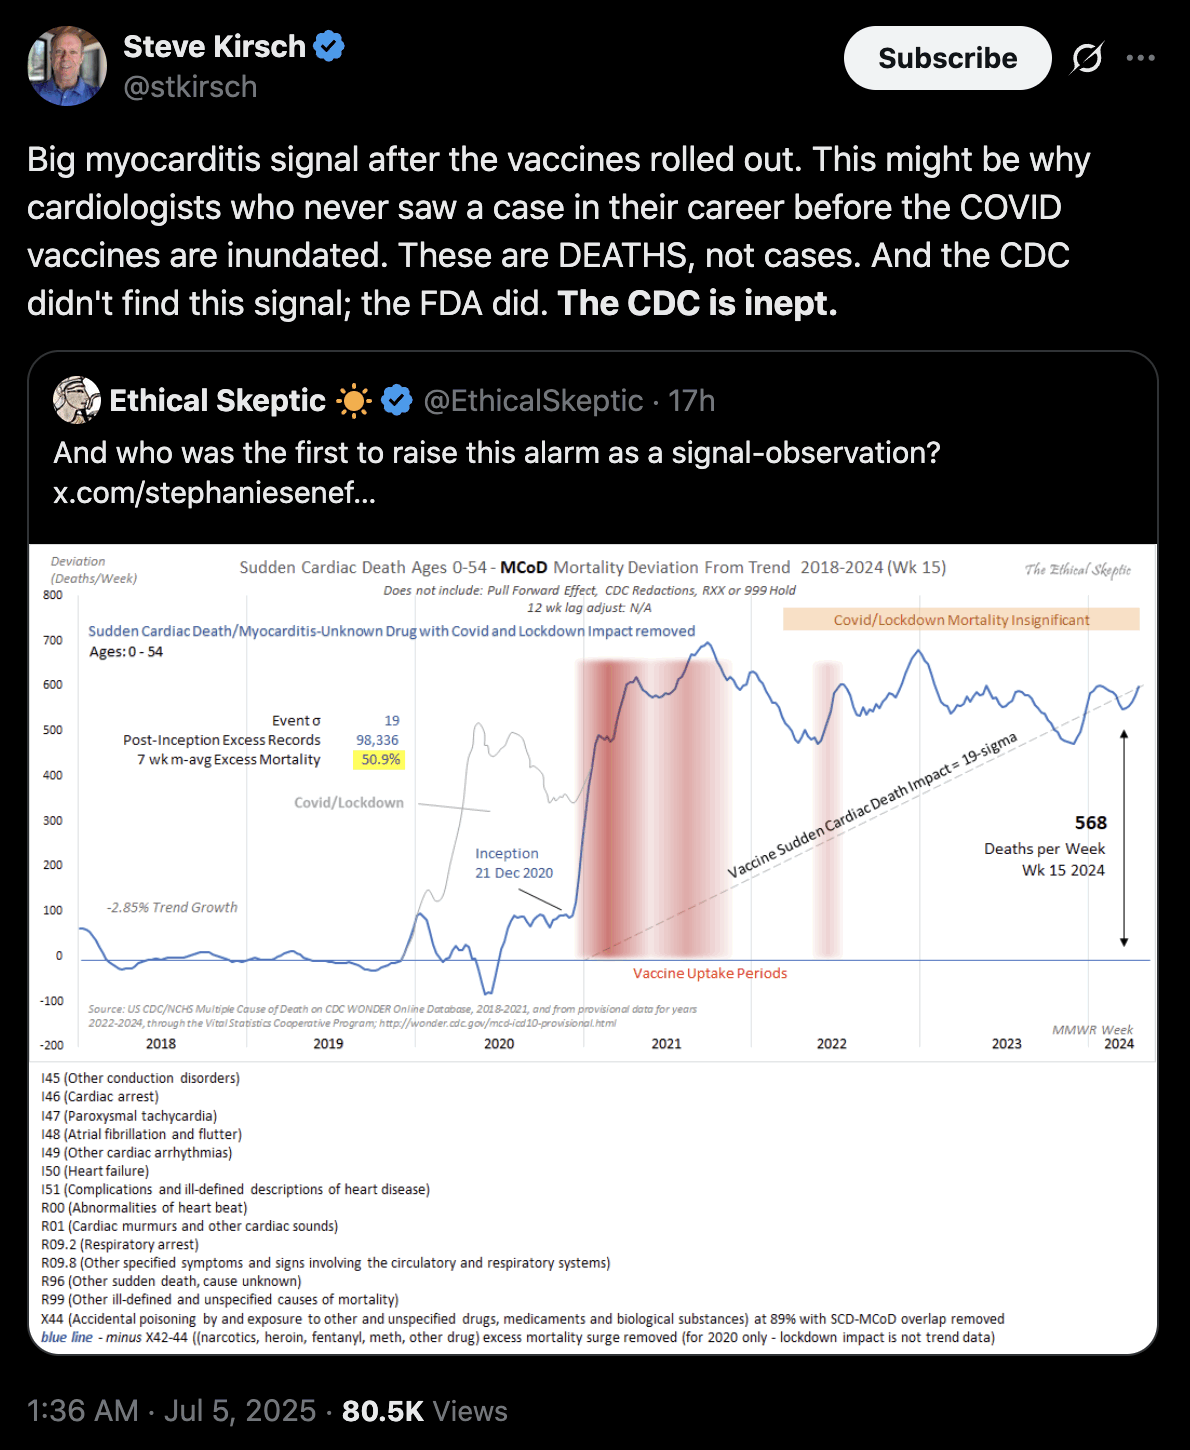 Steve Kirsch
@stkirsch
Subscribe
Big myocarditis signal after the vaccines rolled out. This might be why
cardiologists who never saw a case in their career before the COVID
vaccines are inundated. These are DEATHS, not cases. And the CDC
didn't find this signal; the FDA did. The CDC is inept.
Ethical Skeptic @EthicalSkeptic · 17h
And who was the first to raise this alarm as a signal-observation?
x.com/stephaniesenef...
Deviation
(Deaths/Week)
Sudden Cardiac Death Ages 0-54 - MCoD Mortality Deviation From Trend 2018-2024 (Wk 15)
The Ethical Skeptic
Does not include: Pull Forward Effect, CDC Redactions, RXX or 999 Hold
12 wk lag adjust: N/A
800
700
600
500
400
300
200
100
0
-100
-200
Covid/Lockdown Mortality Insignificant
Sudden Cardiac Death/Myocarditis-Unknown Drug with Covid and Lockdown Impact removed
Ages: 0 - 54
Event σ 19
Post-Inception Excess Records 98,336
7 wk m-avg Excess Mortality 50.9%
Covid/Lockdown
Inception
21 Dec 2020
-2.85% Trend Growth
Vaccine Sudden Cardiac Death Impact = 19-sigma
568
Deaths per Week
Wk 15 2024
Vaccine Uptake Periods
Source: US CDC/NCHS Multiple Cause of Death on CDC WONDER Online Database, 2018-2021, and from provisional data for years
2022-2024, through the Vital Statistics Cooperative Program; http://wonder.cdc.gov/mcd-icd10-provisional.html
MMWR Week
2018 2019 2020 2021 2022 2023 2024
I45 (Other conduction disorders)
I46 (Cardiac arrest)
I47 (Paroxysmal tachycardia)
I48 (Atrial fibrillation and flutter)
I49 (Other cardiac arrhythmias)
I50 (Heart failure)
I51 (Complications and ill-defined descriptions of heart disease)
R00 (Abnormalities of heart beat)
R01 (Cardiac murmurs and other cardiac sounds)
R09.2 (Respiratory arrest)
R09.8 (Other specified symptoms and signs involving the circulatory and respiratory systems)
R96 (Other sudden death, cause unknown)
R99 (Other ill-defined and unspecified causes of mortality)
X44 (Accidental poisoning by and exposure to other and unspecified drugs, medicaments and biological substances) at 89% with SCD-MCoD overlap removed
blue line - minus X42-44 ((narcotics, heroin, fentanyl, meth, other drug) excess mortality surge removed (for 2020 only - lockdown impact is not trend data)
1:36 AM · Jul 5, 2025 · 80.5K Views